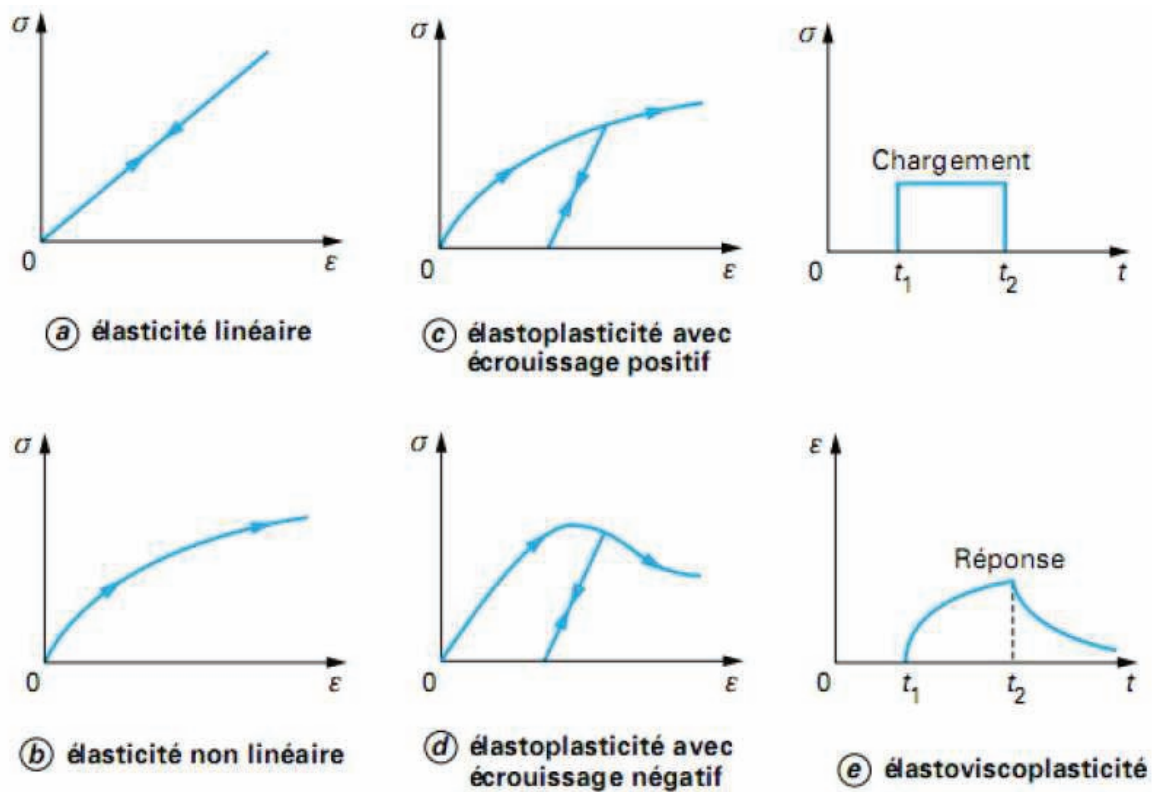 σ
0
ε
ⓐ élasticité linéaire
σ
0
ε
ⓒ élastoplasticité avec
écrouissage positif
σ
Chargement
0
t₁
t₂
t
σ
0
ε
ⓑ élasticité non linéaire
σ
0
ε
ⓓ élastoplasticité avec
écrouissage négatif
ε
Réponse
0
t₁
t₂
t
ⓔ élastoviscoplasticité